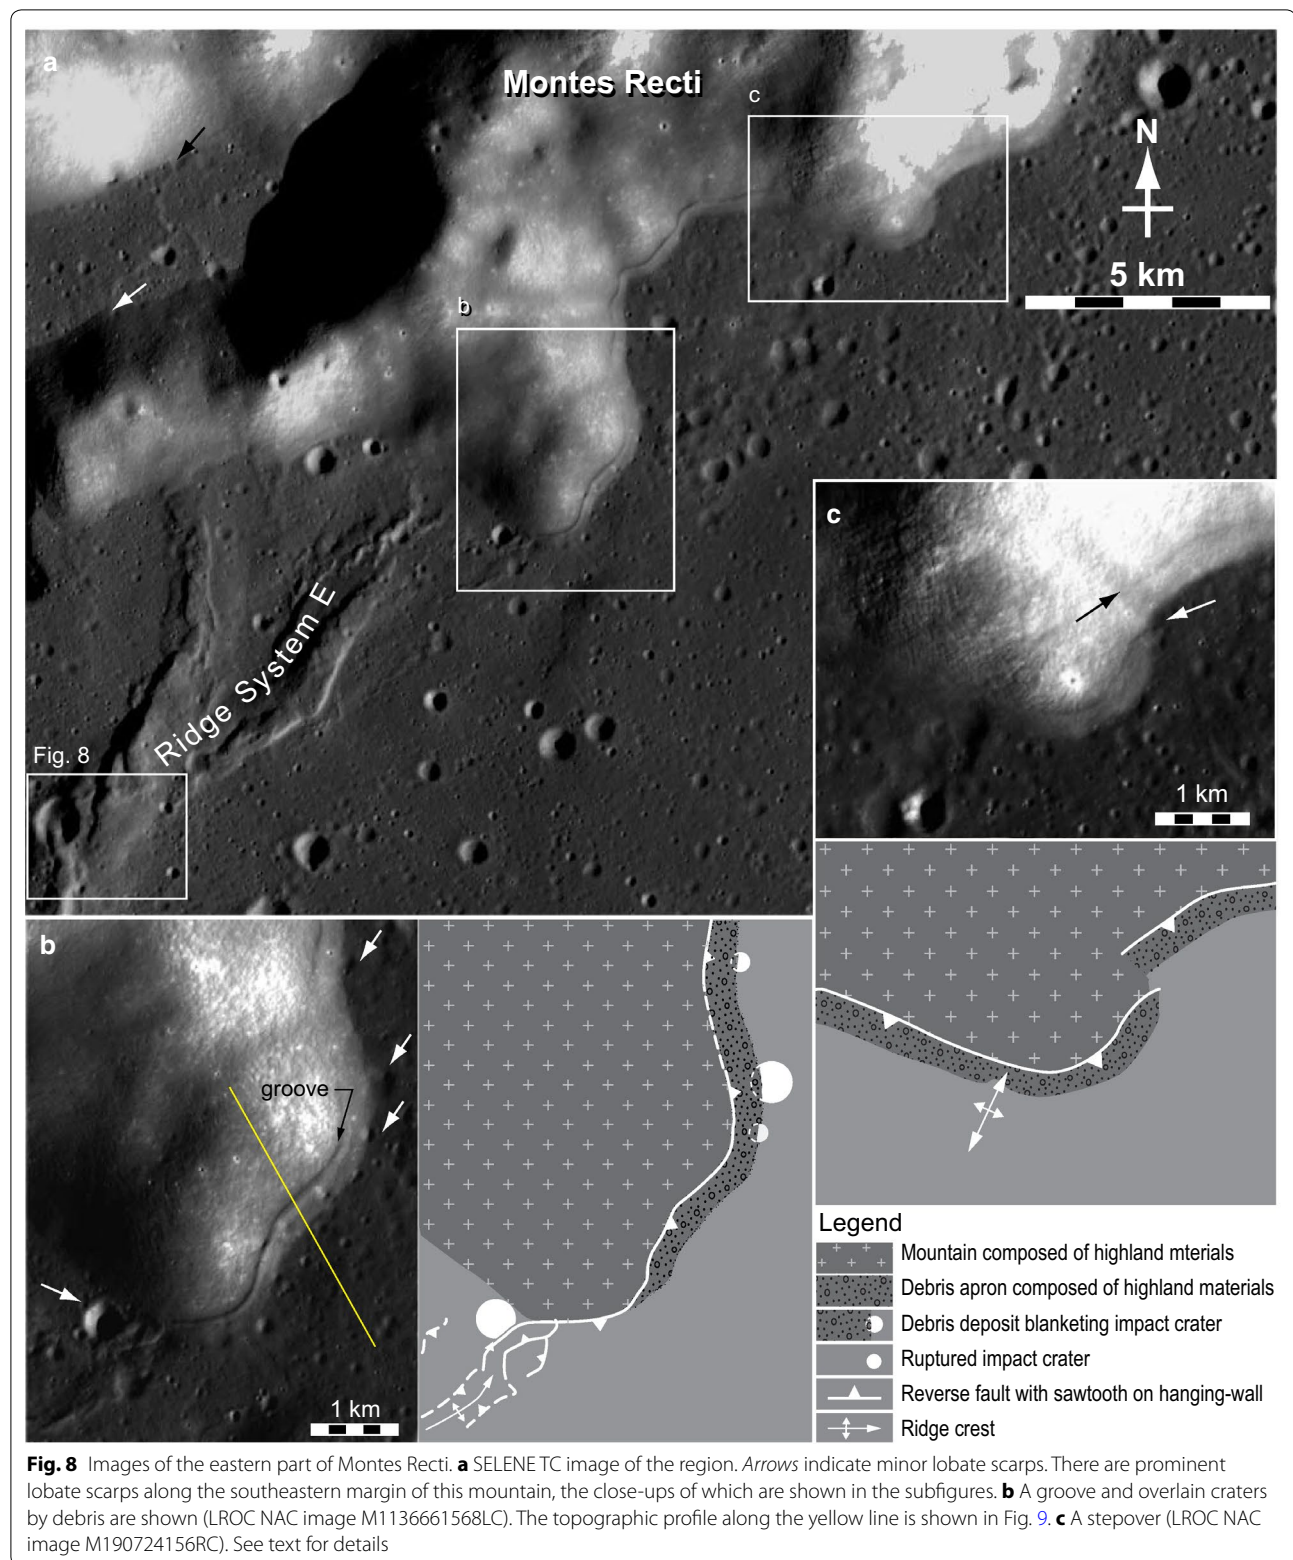 a
Montes Recti
c
N
5 km
b
c
Ridge System E
Fig. 8
1 km
b
groove
1 km
Legend
Mountain composed of highland mterials
Debris apron composed of highland materials
Debris deposit blanketing impact crater
Ruptured impact crater
Reverse fault with sawtooth on hanging-wall
Ridge crest
Fig. 8 Images of the eastern part of Montes Recti. a SELENE TC image of the region. Arrows indicate minor lobate scarps. There are prominent
lobate scarps along the southeastern margin of this mountain, the close-ups of which are shown in the subfigures. b A groove and overlain craters
by debris are shown (LROC NAC image M1136661568LC). The topographic profile along the yellow line is shown in Fig. 9. c A stepover (LROC NAC
image M190724156RC). See text for details